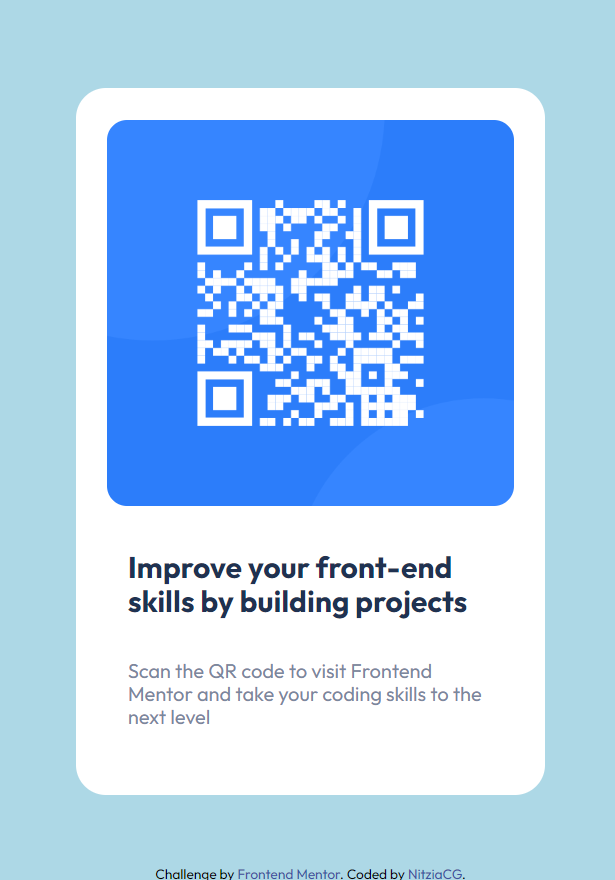 Improve your front-end
skills by building projects
Scan the QR code to visit Frontend
Mentor and take your coding skills to the
next level
Challenge by Frontend Mentor. Coded by NitziaCG.